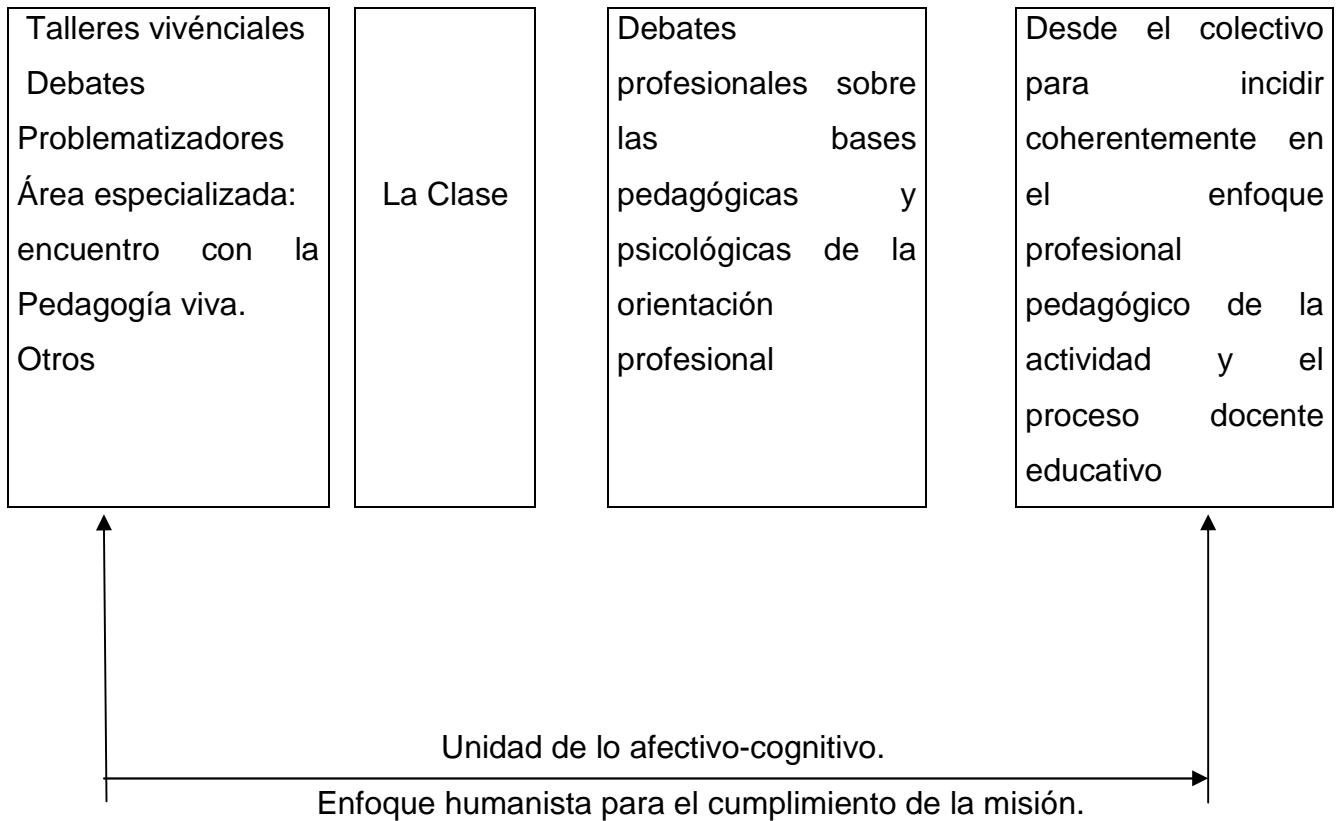 Talleres vivénciales
Debates
Problematizadores
Área especializada:
encuentro con la
Pedagogía viva.
Otros
La Clase
Debates
profesionales sobre
las bases
pedagógicas y
psicológicas de la
orientación
profesional
Desde el colectivo
para incidir
coherentemente en
el enfoque
profesional
pedagógico de la
actividad y el
proceso docente
educativo
Unidad de lo afectivo-cognitivo.
Enfoque humanista para el cumplimiento de la misión.